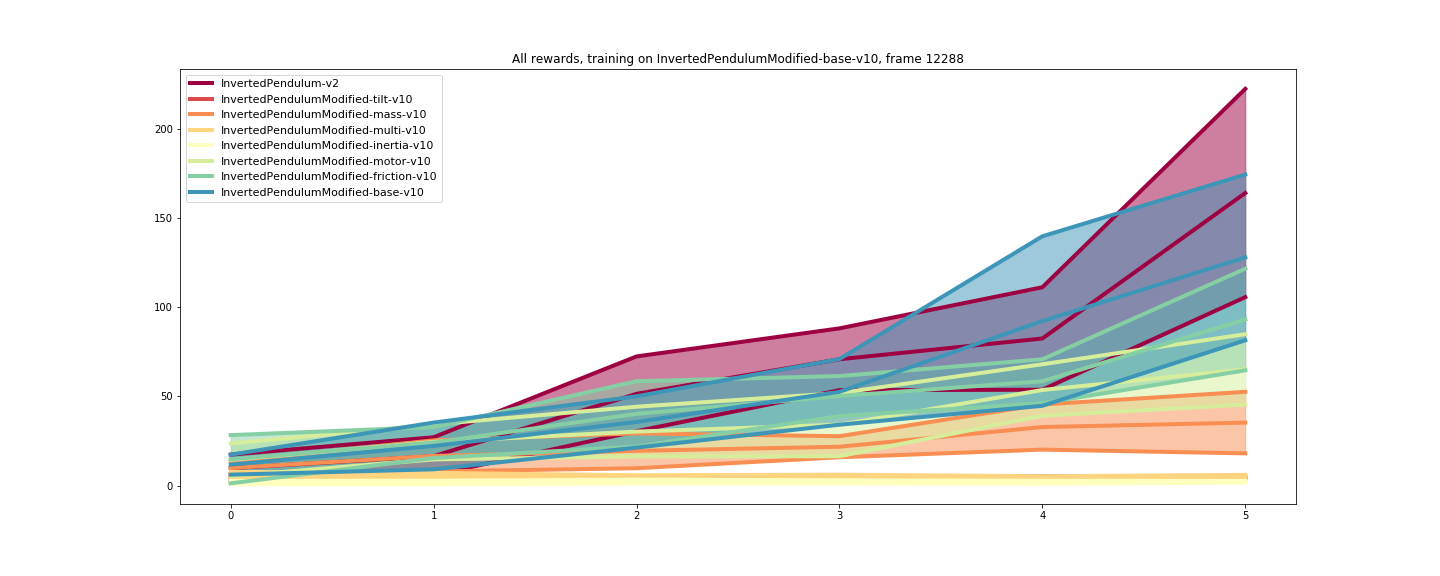 All rewards, training on InvertedPendulumModified-base-v10, frame 12288
InvertedPendulum-v2
InvertedPendulumModified-tilt-v10
InvertedPendulumModified-mass-v10
InvertedPendulumModified-multi-v10
InvertedPendulumModified-inertia-v10
InvertedPendulumModified-motor-v10
InvertedPendulumModified-friction-v10
InvertedPendulumModified-base-v10
200
150
100
50
0
0 1 2 3 4 5